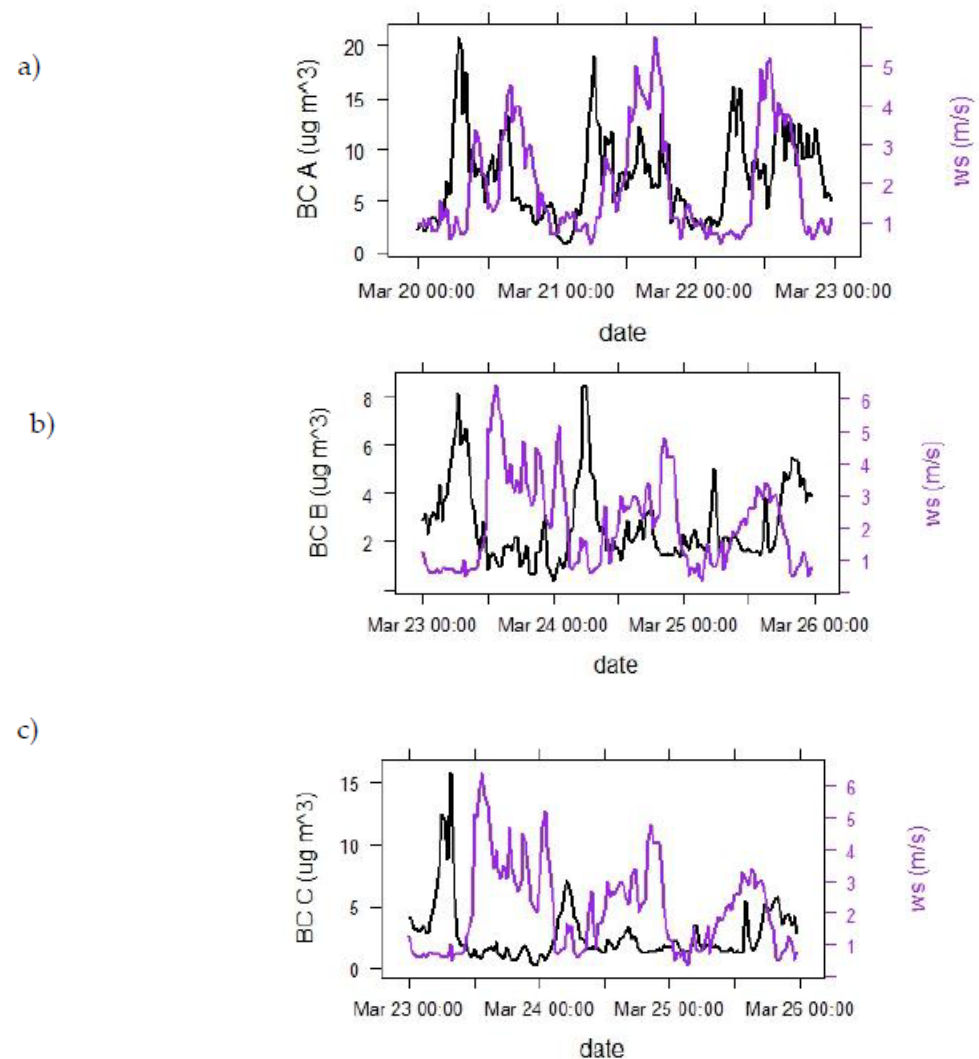 a)
BC A (ug m^3)
20
15
10
5
0
5
4
3
2
1
ws (m/s)
Mar 20 00:00 Mar 21 00:00 Mar 22 00:00 Mar 23 00:00
date
b)
BC B (ug m^3)
8
6
4
2
6
5
4
3
2
1
ws (m/s)
Mar 23 00:00 Mar 24 00:00 Mar 25 00:00 Mar 26 00:00
date
c)
BC C (ug m^3)
15
10
5
0
6
5
4
3
2
1
ws (m/s)
Mar 23 00:00 Mar 24 00:00 Mar 25 00:00 Mar 26 00:00
date